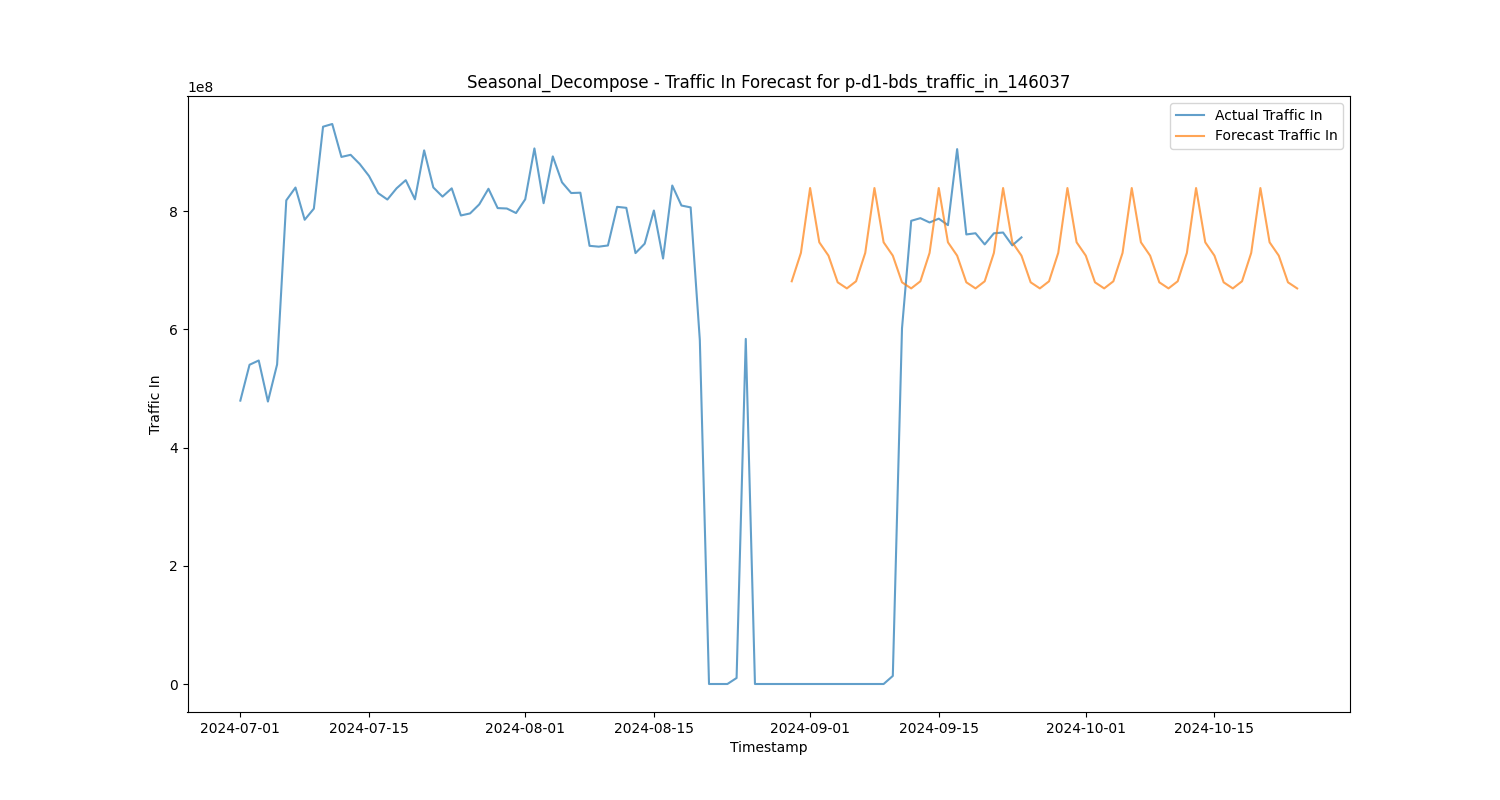 Seasonal_Decompose - Traffic In Forecast for p-d1-bds_traffic_in_146037
1e8
Actual Traffic In
Forecast Traffic In
8
6
4
2
0
Traffic In
2024-07-01 2024-07-15 2024-08-01 2024-08-15 2024-09-01 2024-09-15 2024-10-01 2024-10-15
Timestamp